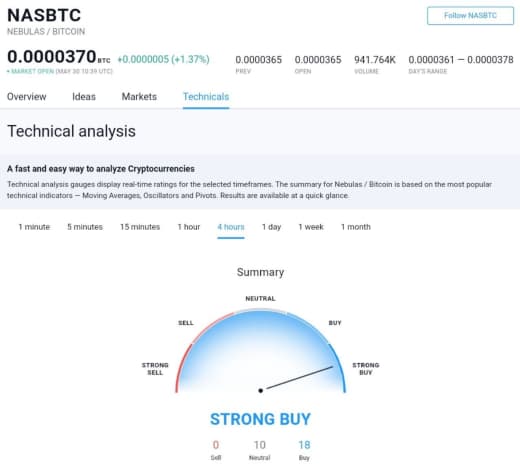 NASBTC
NEBULAS / BITCOIN
Follow NASBTC
0.0000370 BTC +0.0000005 (+1.37%)
• MARKET OPEN (MAY 30 10:39 UTC)
0.0000365 0.0000365 941.764K 0.0000361 — 0.0000378
PREV OPEN VOLUME DAY'S RANGE
Overview Ideas Markets Technicals
Technical analysis
A fast and easy way to analyze Cryptocurrencies
Technical analysis gauges display real-time ratings for the selected timeframes. The summary for Nebulas / Bitcoin is based on the most popular
technical indicators — Moving Averages, Oscillators and Pivots. Results are available at a quick glance.
1 minute 5 minutes 15 minutes 1 hour 4 hours 1 day 1 week 1 month
Summary
NEUTRAL
SELL BUY
STRONG SELL STRONG BUY
STRONG BUY
0 10 18
Sell Neutral Buy